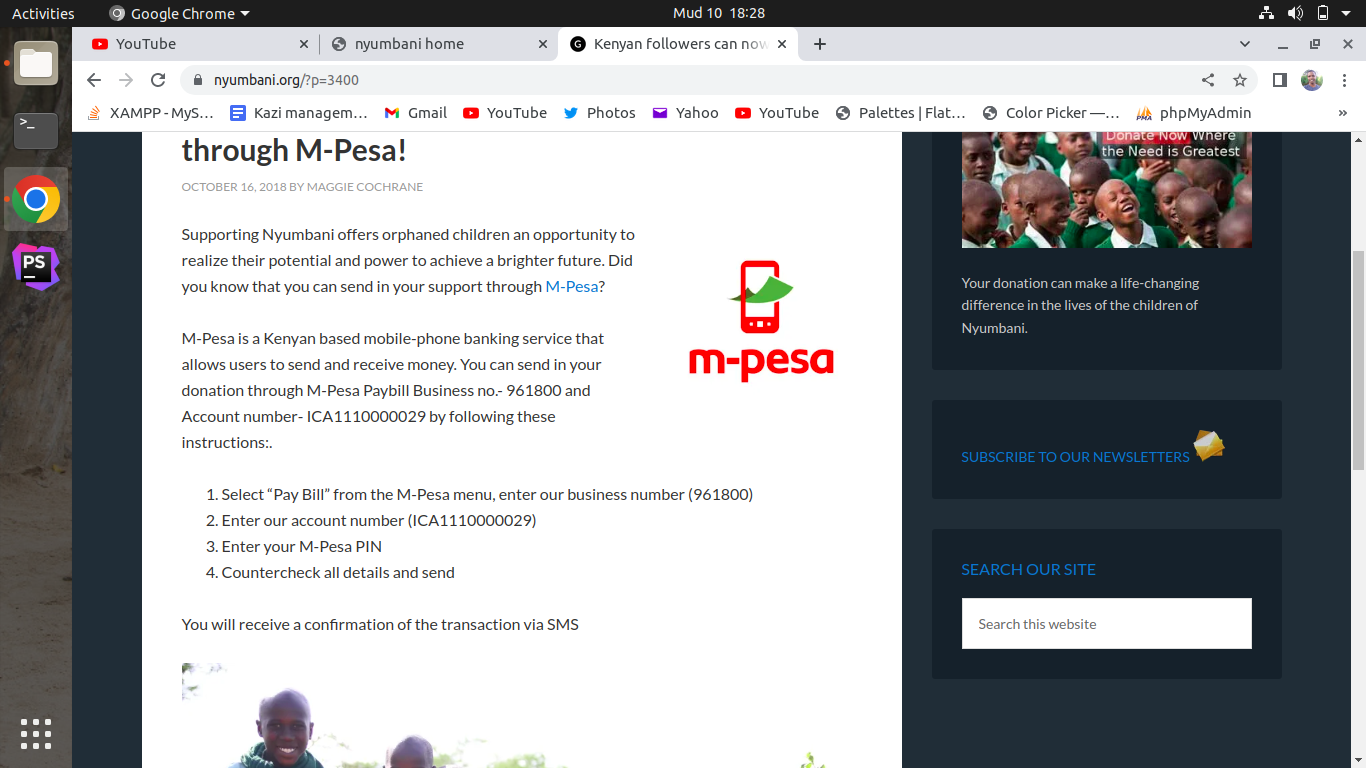 Activities
Google Chrome
Mud 10 18:28
YouTube
nyumbani home
Kenyan followers can now
nyumbani.org/?p=3400
XAMPP - MyS…
Kazi managem…
Gmail
YouTube
Photos
Yahoo
YouTube
Palettes | Flat…
Color Picker —…
phpMyAdmin
»
>_
PS
through M-Pesa!
OCTOBER 16, 2018 BY MAGGIE COCHRANE
Supporting Nyumbani offers orphaned children an opportunity to
realize their potential and power to achieve a brighter future. Did
you know that you can send in your support through M-Pesa?
m-pesa
M-Pesa is a Kenyan based mobile-phone banking service that
allows users to send and receive money. You can send in your
donation through M-Pesa Paybill Business no.- 961800 and
Account number- ICA1110000029 by following these
instructions:.
1. Select “Pay Bill” from the M-Pesa menu, enter our business number (961800)
2. Enter our account number (ICA1110000029)
3. Enter your M-Pesa PIN
4. Countercheck all details and send
You will receive a confirmation of the transaction via SMS
Donate Now Where
the Need is Greatest
Your donation can make a life-changing
difference in the lives of the children of
Nyumbani.
SUBSCRIBE TO OUR NEWSLETTERS
SEARCH OUR SITE
Search this website